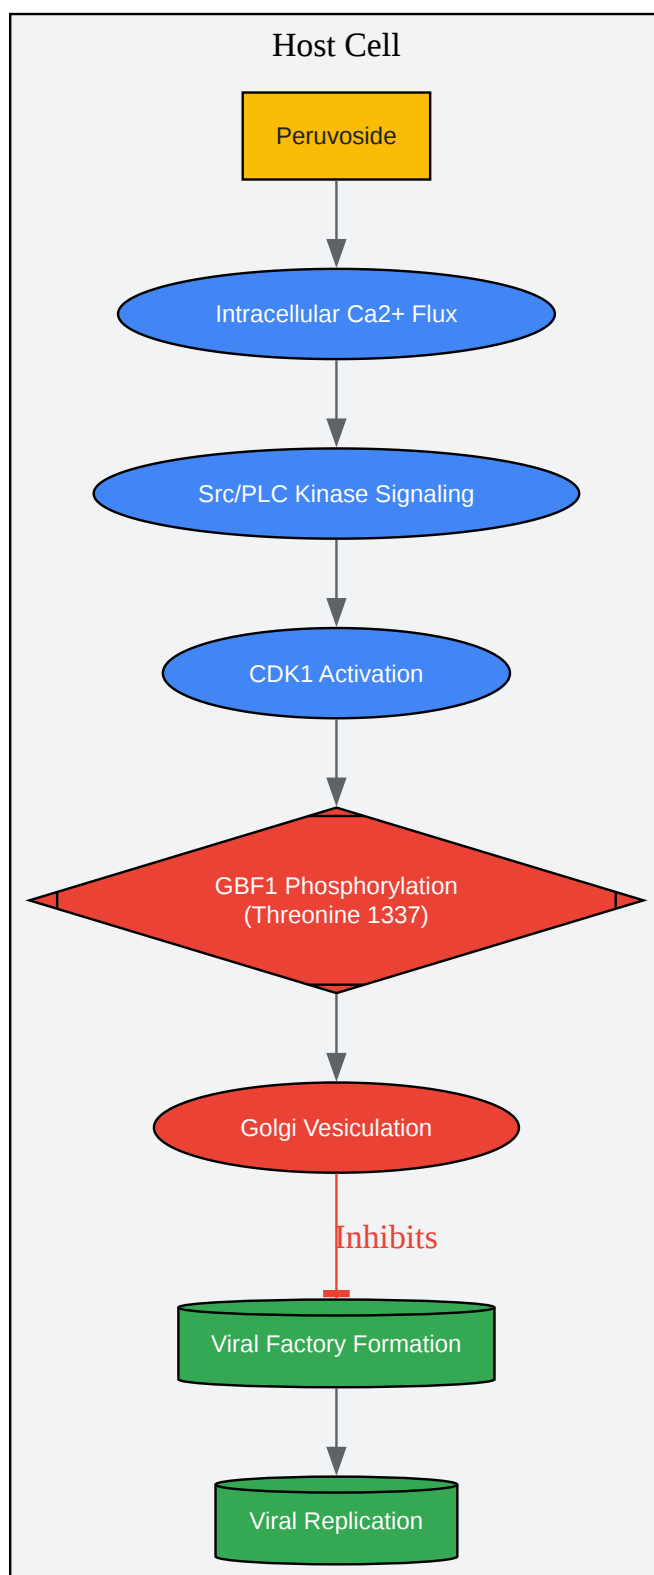 Host Cell
Peruvoside
Intracellular Ca2+ Flux
Src/PLC Kinase Signaling
CDK1 Activation
GBF1 Phosphorylation
(Threonine 1337)
Golgi Vesiculation
Inhibits
Viral Factory Formation
Viral Replication